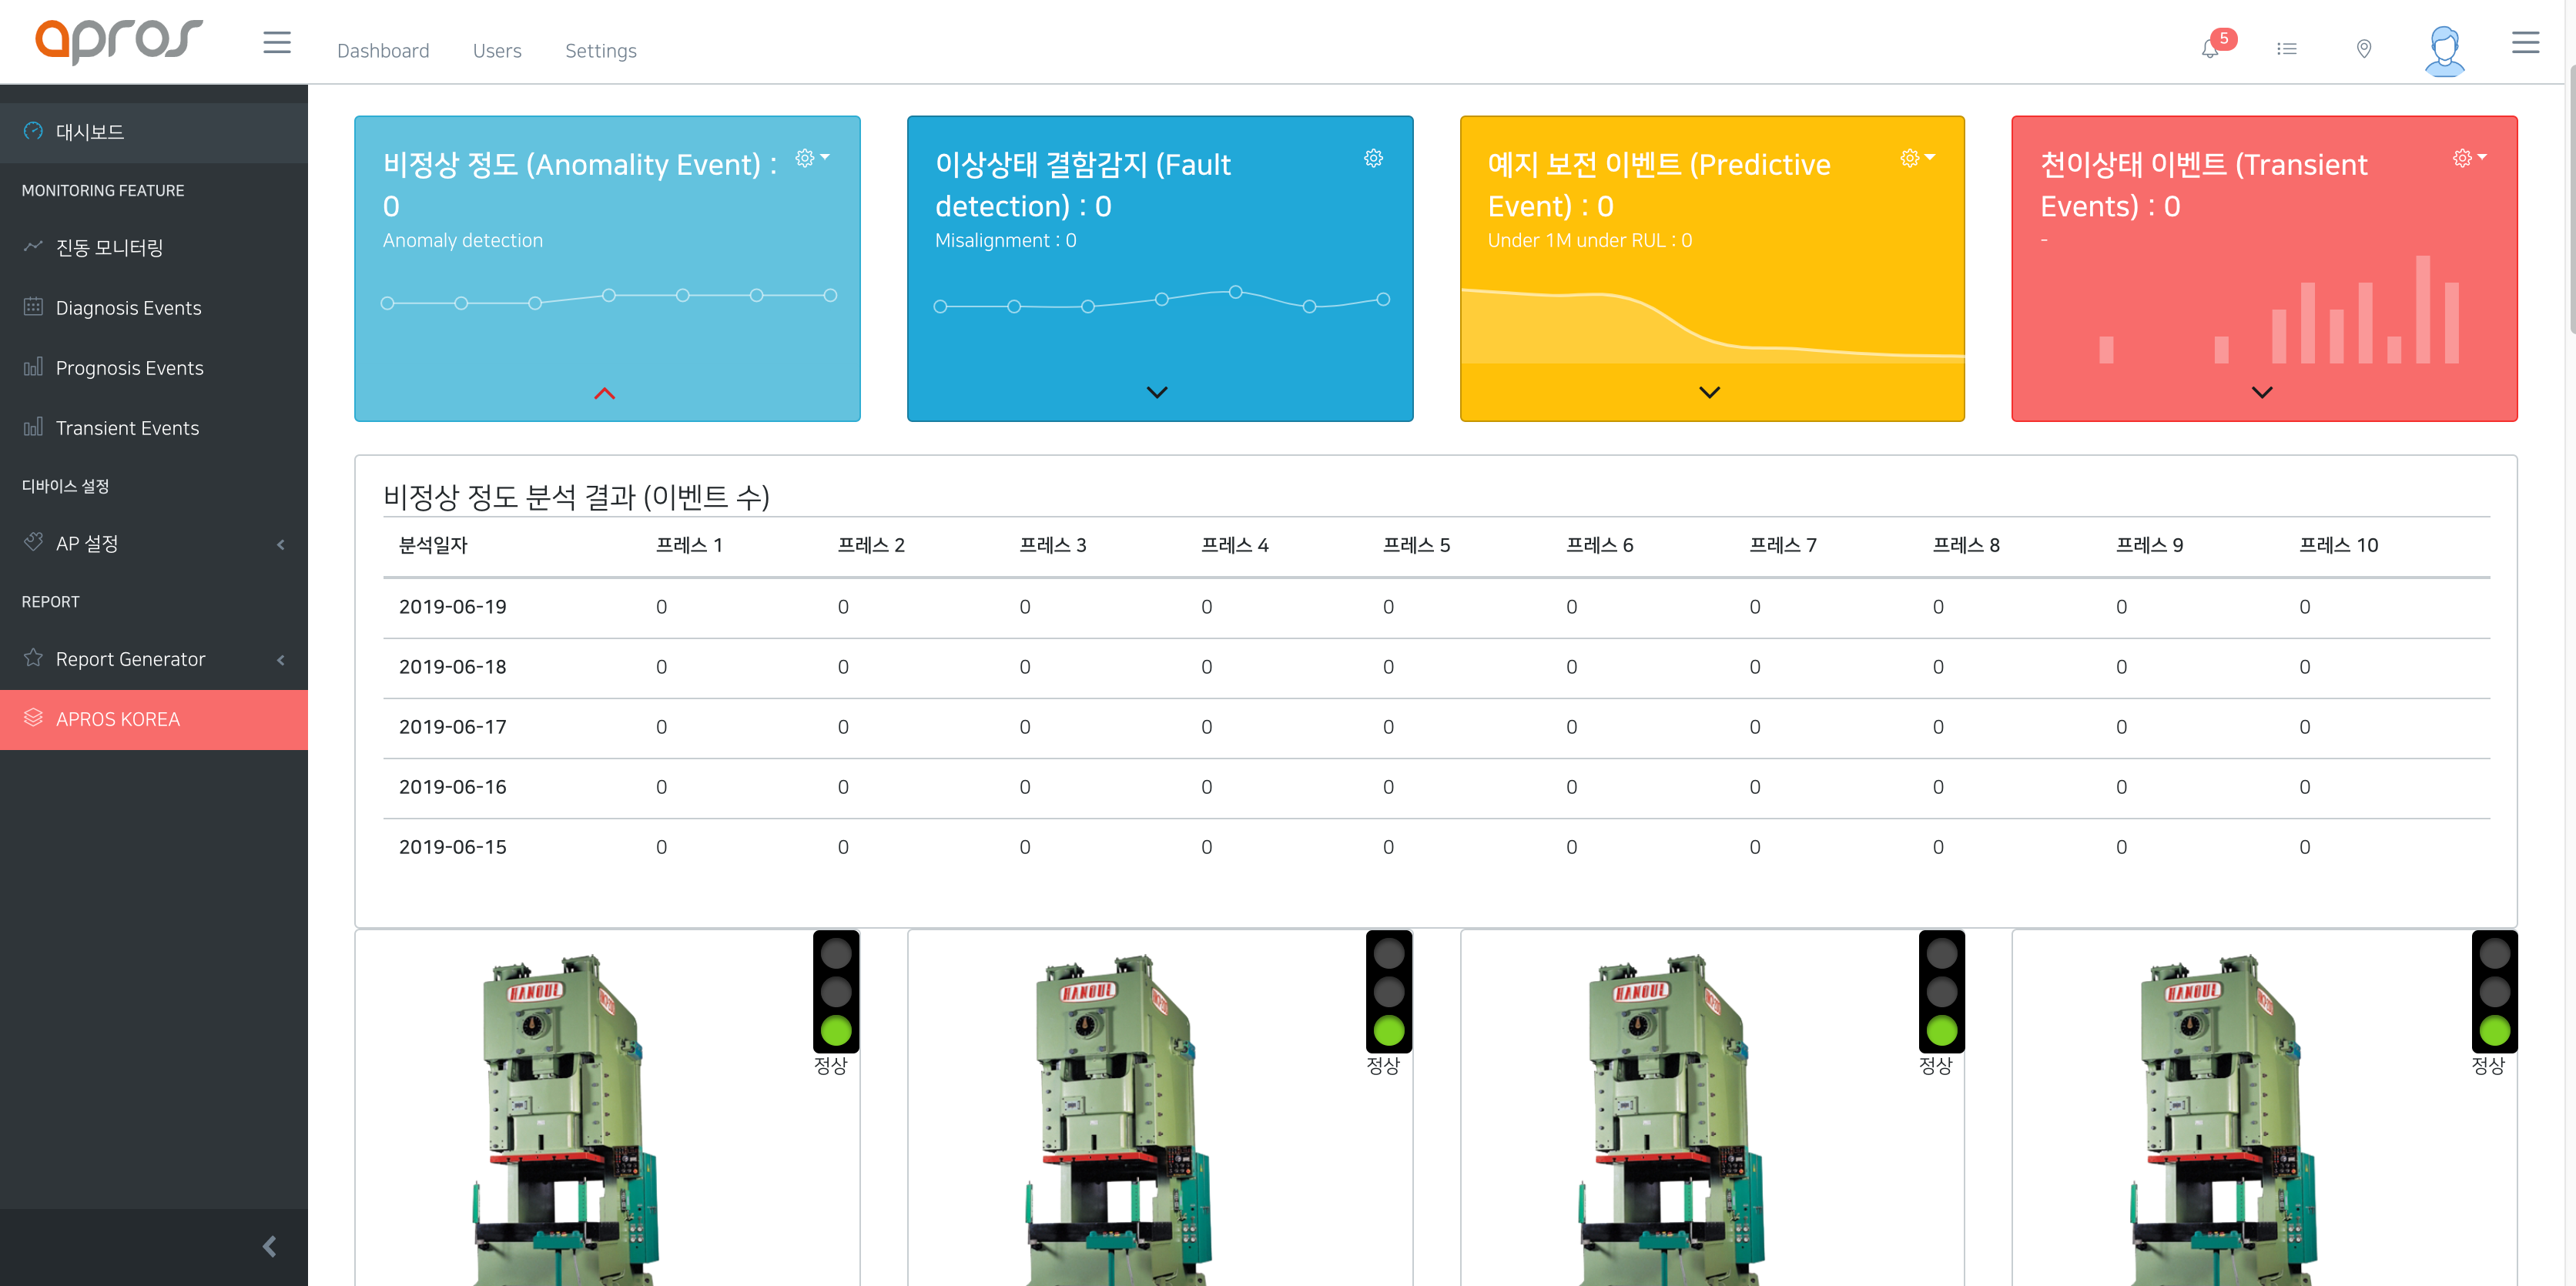 apros
Dashboard
Users
Settings
5
대시보드
MONITORING FEATURE
진동 모니터링
Diagnosis Events
Prognosis Events
Transient Events
디바이스 설정
AP 설정
REPORT
Report Generator
APROS KOREA
비정상 정도 (Anomality Event) :
0
Anomaly detection
이상상태 결함감지 (Fault
detection) : 0
Misalignment : 0
예지 보전 이벤트 (Predictive
Event) : 0
Under 1M under RUL : 0
천이상태 이벤트 (Transient
Events) : 0
-
비정상 정도 분석 결과 (이벤트 수)
분석일자 프레스 1 프레스 2 프레스 3 프레스 4 프레스 5 프레스 6 프레스 7 프레스 8 프레스 9 프레스 10
2019-06-19 0 0 0 0 0 0 0 0 0 0
2019-06-18 0 0 0 0 0 0 0 0 0 0
2019-06-17 0 0 0 0 0 0 0 0 0 0
2019-06-16 0 0 0 0 0 0 0 0 0 0
2019-06-15 0 0 0 0 0 0 0 0 0 0
HANGUL
정상
HANGUL
정상
HANGUL
정상
HANGUL
정상